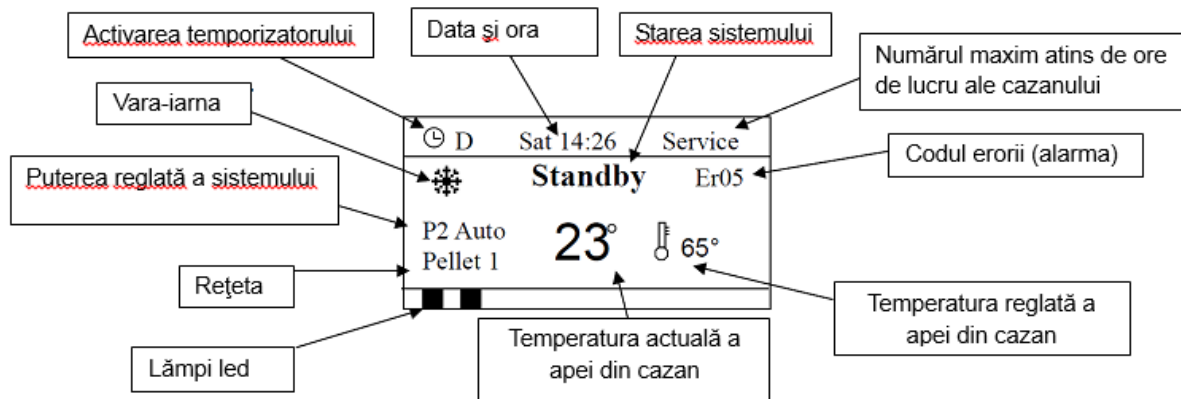 Activarea temporizatorului
Data şi ora
Starea sistemului
Numărul maxim atins de ore
de lucru ale cazanului
Vara-iarna
D
Sat 14:26
Service
Codul erorii (alarma)
Puterea reglată a sistemului
Standby
Er05
P2 Auto
23°
65°
Pellet 1
Reţeta
Temperatura reglată a
apei din cazan
Temperatura actuală a
apei din cazan
Lămpi led